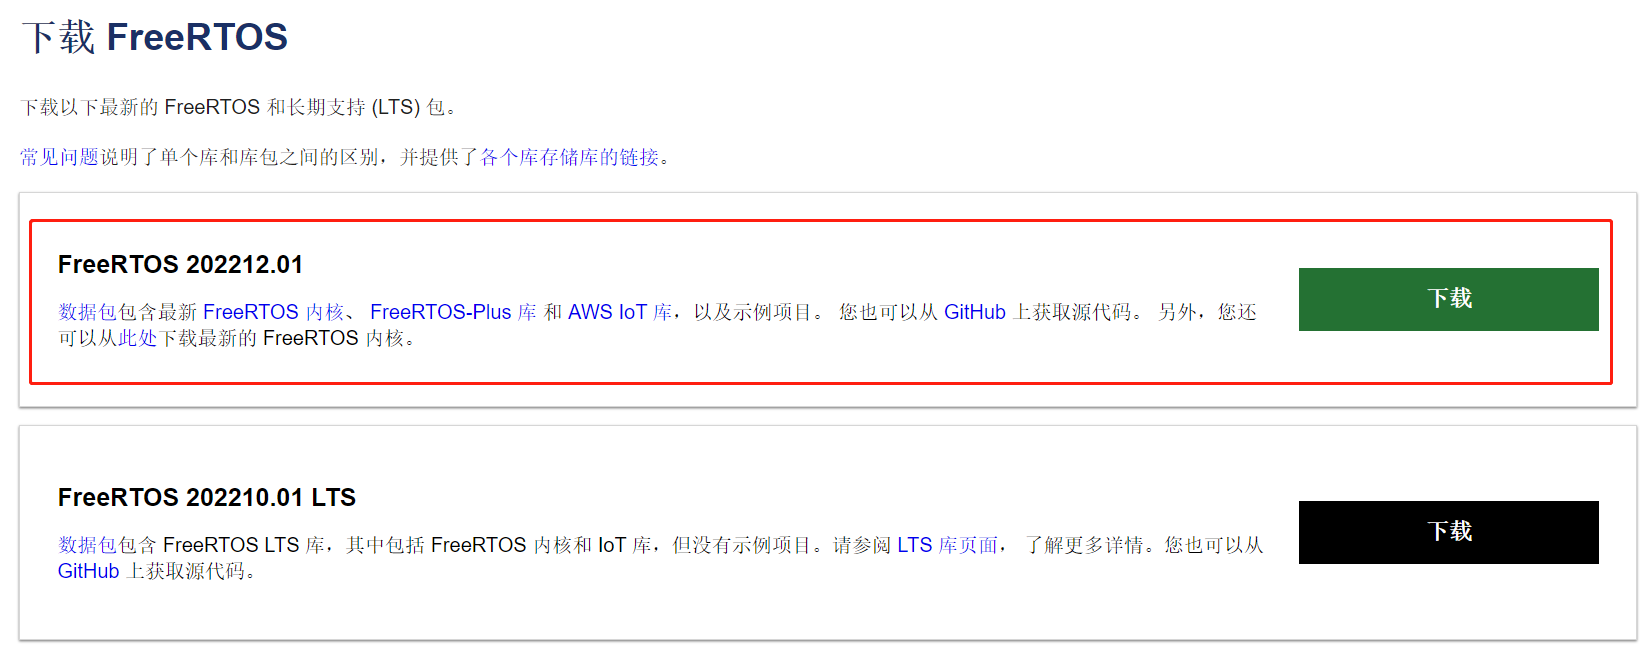 下载 FreeRTOS
下载以下最新的 FreeRTOS 和长期支持 (LTS) 包。
常见问题说明了单个库和库包之间的区别，并提供了各个库存储库的链接。
FreeRTOS 202212.01
数据包包含最新 FreeRTOS 内核、 FreeRTOS-Plus 库 和 AWS IoT 库，以及示例项目。 您也可以从 GitHub 上获取源代码。 另外，您还
可以从此处下载最新的 FreeRTOS 内核。
下载
FreeRTOS 202210.01 LTS
数据包包含 FreeRTOS LTS 库，其中包括 FreeRTOS 内核和 IoT 库，但没有示例项目。请参阅 LTS 库页面， 了解更多详情。您也可以从
GitHub 上获取源代码。
下载